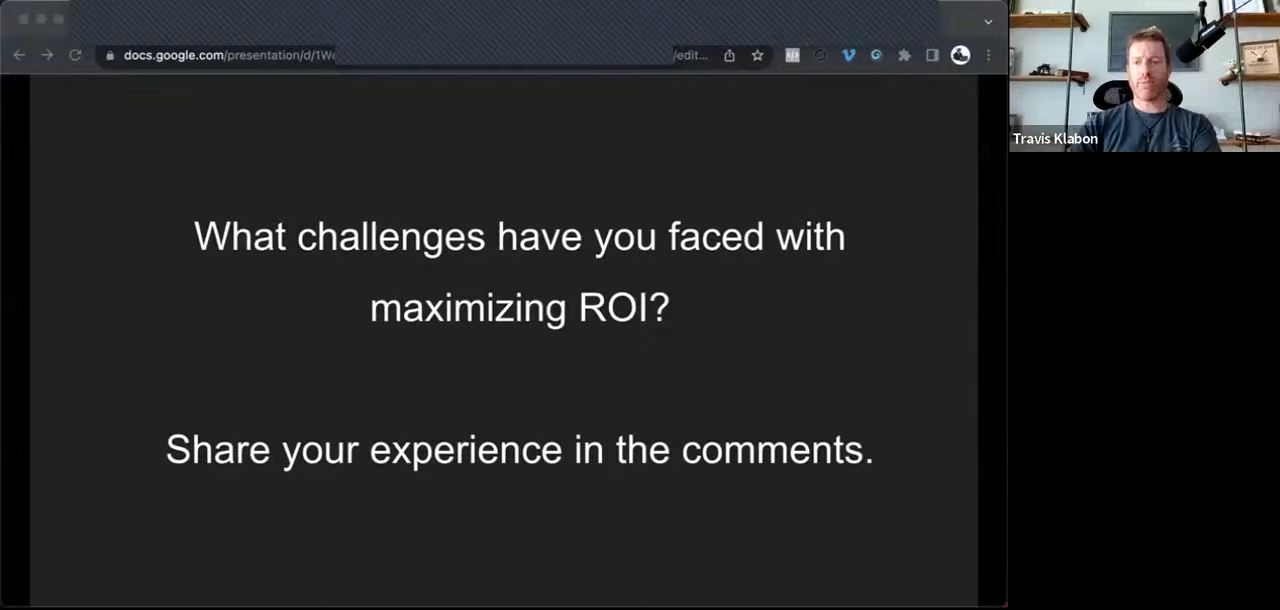 docs.google.com/presentation/d/1W
/edit...
Travis Klabon
What challenges have you faced with
maximizing ROI?
Share your experience in the comments.